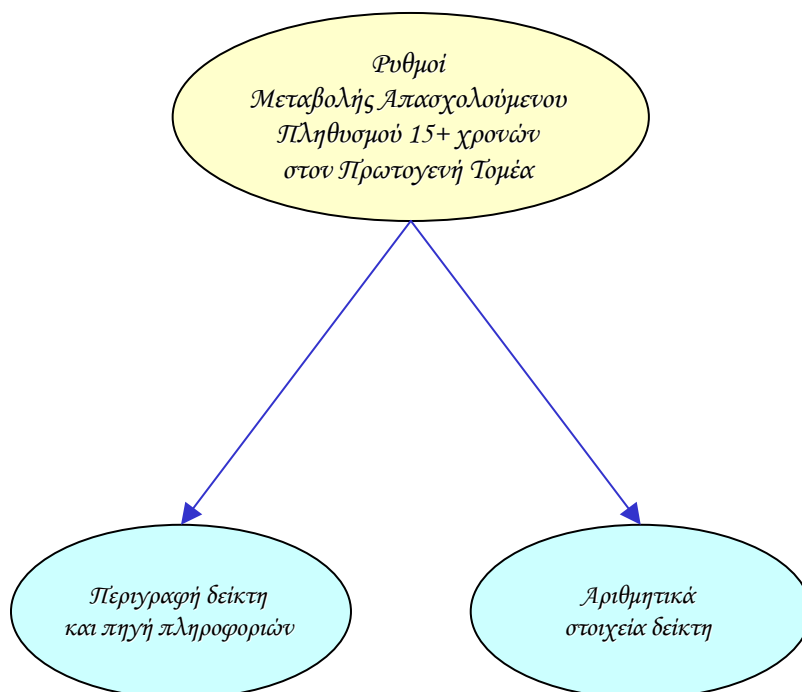 Ρυθμοί
Μεταβολής Απασχολούμενου
Πληθυσμού 15+ χρονών
στον Πρωτογενή Τομέα
Περιγραφή δείκτη
και πηγή πληροφοριών
Αριθμητικά
στοιχεία δείκτη